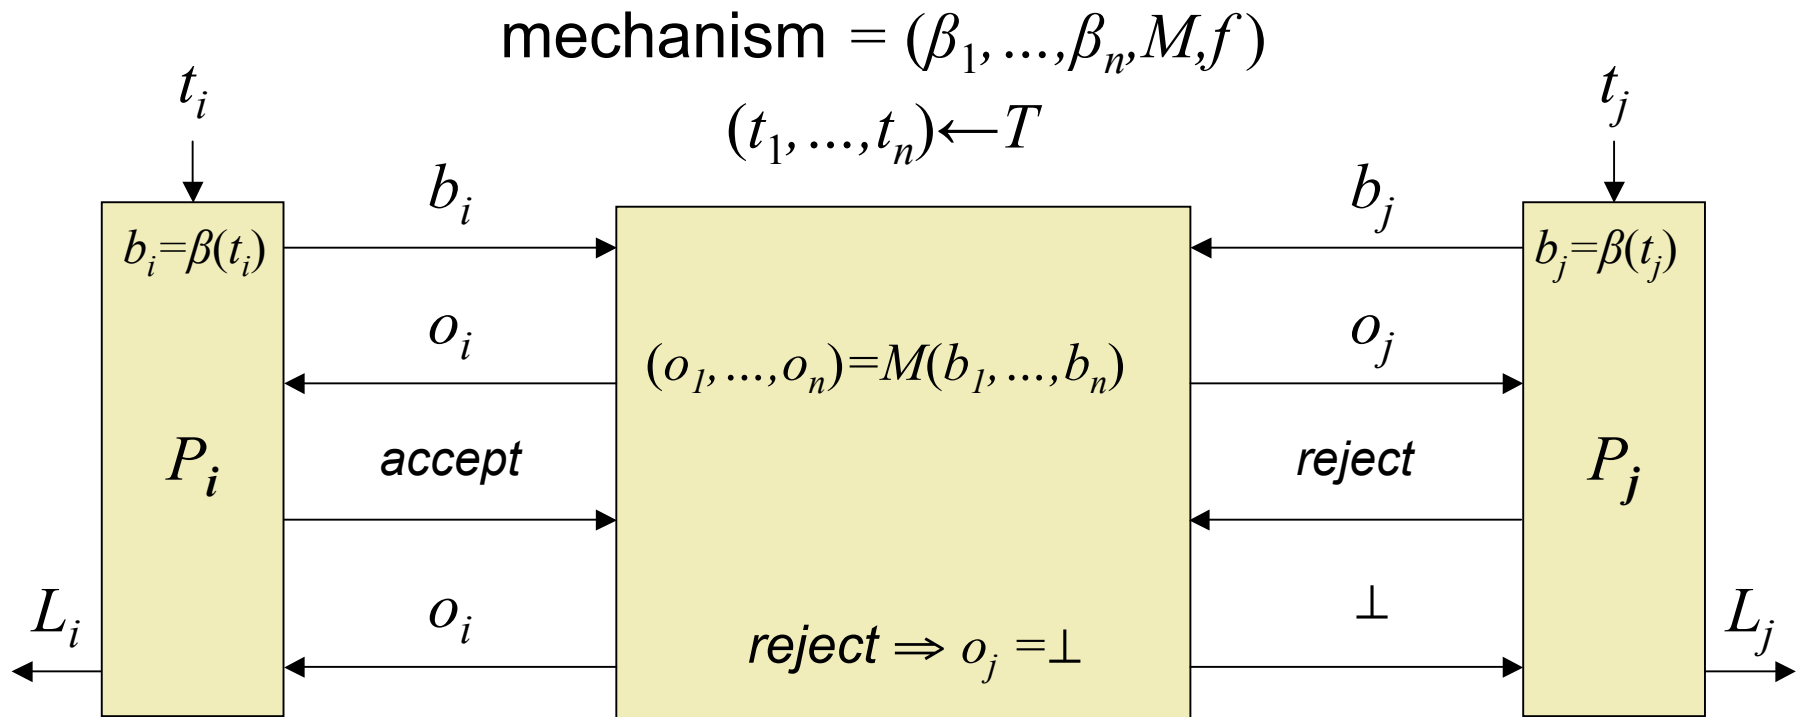 mechanism = (β₁, ...,βₙ,M,f )
tᵢ
(t₁, ...,tₙ)←T
tⱼ
bᵢ
bⱼ
bᵢ=β(tᵢ)
bⱼ=β(tⱼ)
oᵢ
oⱼ
(o₁, ...,oₙ)=M(b₁, ...,bₙ)
Pᵢ
accept
reject
Pⱼ
Lᵢ
oᵢ
reject ⇒ oⱼ =⊥
⊥
Lⱼ